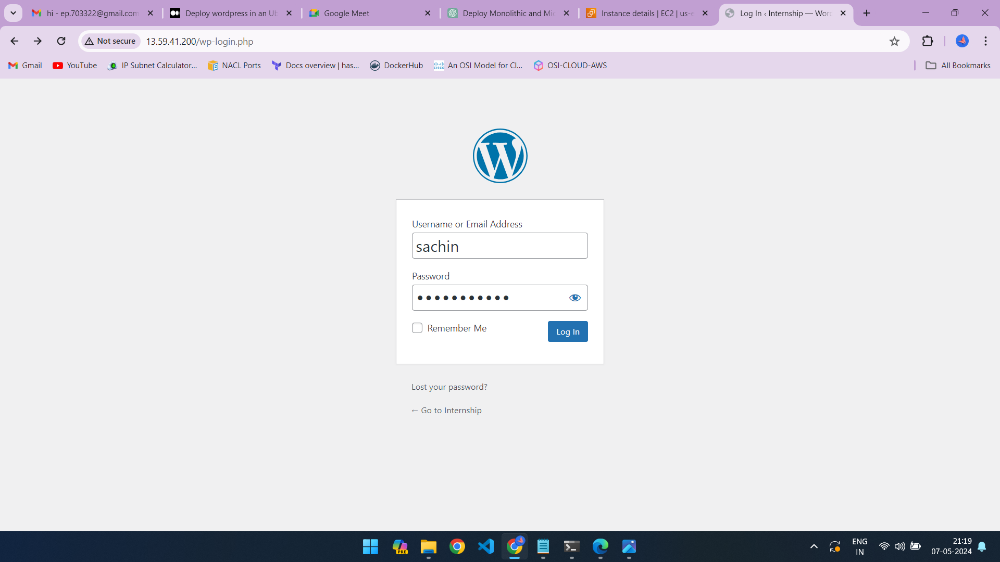 hi - ep.703322@gmail.com
Deploy wordpress in an Ub
Google Meet
Deploy Monolithic and Mic
Instance details | EC2 | us-e
Log In ‹ Internship — Word
Not secure
13.59.41.200/wp-login.php
Gmail
YouTube
IP Subnet Calculator...
NACL Ports
Docs overview | has...
DockerHub
CISCO
An OSI Model for Cl...
OSI-CLOUD-AWS
All Bookmarks
Username or Email Address
sachin
Password
•••••••••••
Remember Me
Log In
Lost your password?
← Go to Internship
PRE
ENG
IN
21:19
07-05-2024